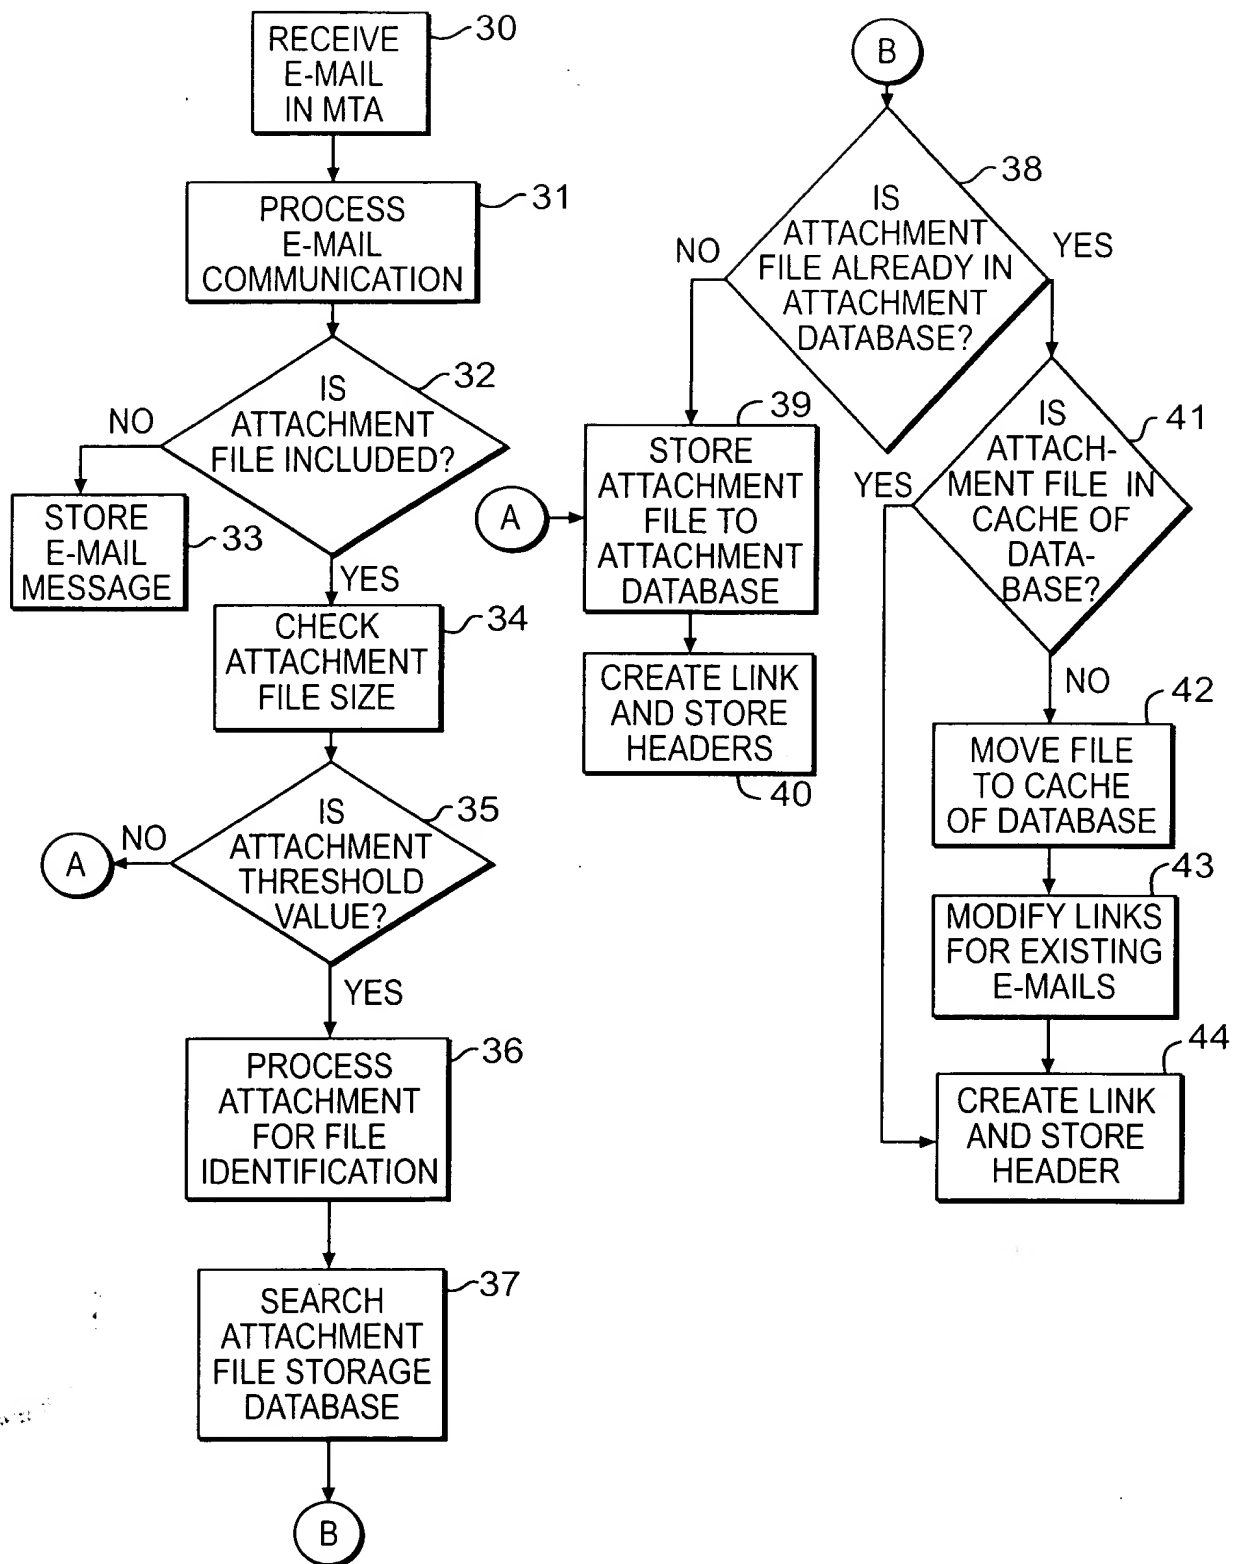 RECEIVE
E-MAIL
IN MTA
30
PROCESS
E-MAIL
COMMUNICATION
31
IS
ATTACHMENT
FILE INCLUDED?
32
NO
STORE
E-MAIL
MESSAGE
33
YES
CHECK
ATTACHMENT
FILE SIZE
34
IS
ATTACHMENT
THRESHOLD
VALUE?
35
NO
A
YES
PROCESS
ATTACHMENT
FOR FILE
IDENTIFICATION
36
SEARCH
ATTACHMENT
FILE STORAGE
DATABASE
37
B
B
IS
ATTACHMENT
FILE ALREADY IN
ATTACHMENT
DATABASE?
38
NO
YES
A
STORE
ATTACHMENT
FILE TO
ATTACHMENT
DATABASE
39
CREATE LINK
AND STORE
HEADERS
40
IS
ATTACH-
MENT FILE IN
CACHE OF
DATA-
BASE?
41
YES
NO
MOVE FILE
TO CACHE
OF DATABASE
42
MODIFY LINKS
FOR EXISTING
E-MAILS
43
CREATE LINK
AND STORE
HEADER
44